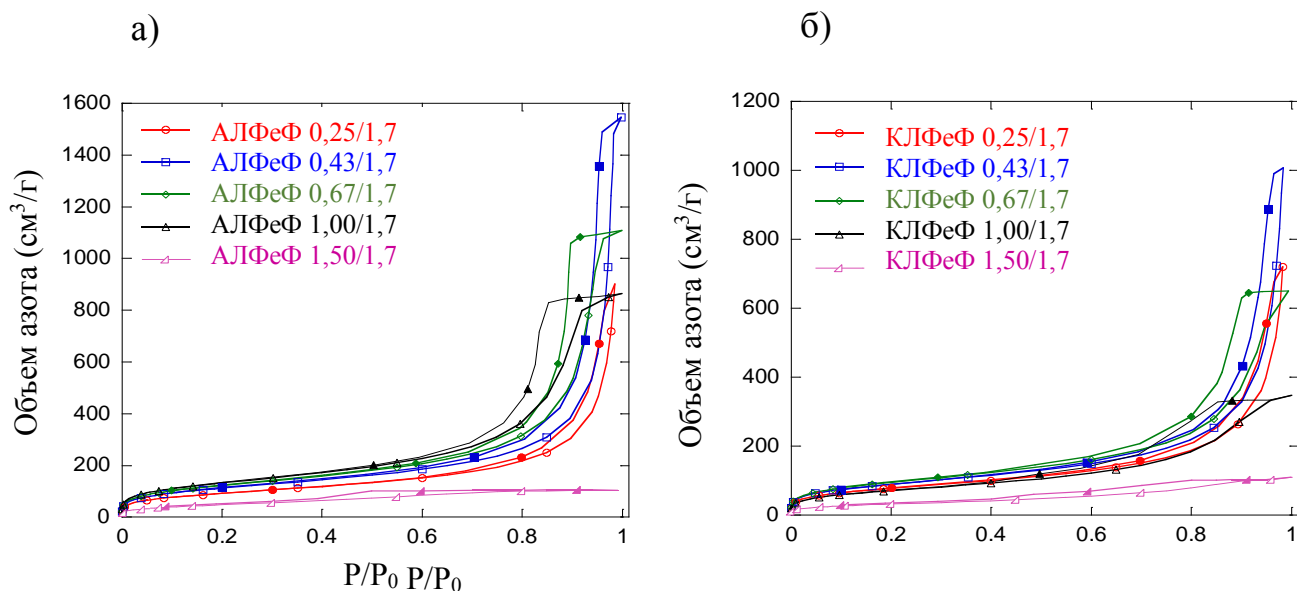 а)
б)
1600
1400
1200
1000
800
600
400
200
0
Объем азота (см³/г)
АЛФеФ 0,25/1,7
АЛФеФ 0,43/1,7
АЛФеФ 0,67/1,7
АЛФеФ 1,00/1,7
АЛФеФ 1,50/1,7
0 0.2 0.4 0.6 0.8 1
1200
1000
800
600
400
200
0
Объем азота (см³/г)
КЛФеФ 0,25/1,7
КЛФеФ 0,43/1,7
КЛФеФ 0,67/1,7
КЛФеФ 1,00/1,7
КЛФеФ 1,50/1,7
0 0.2 0.4 0.6 0.8 1
P/P₀ P/P₀